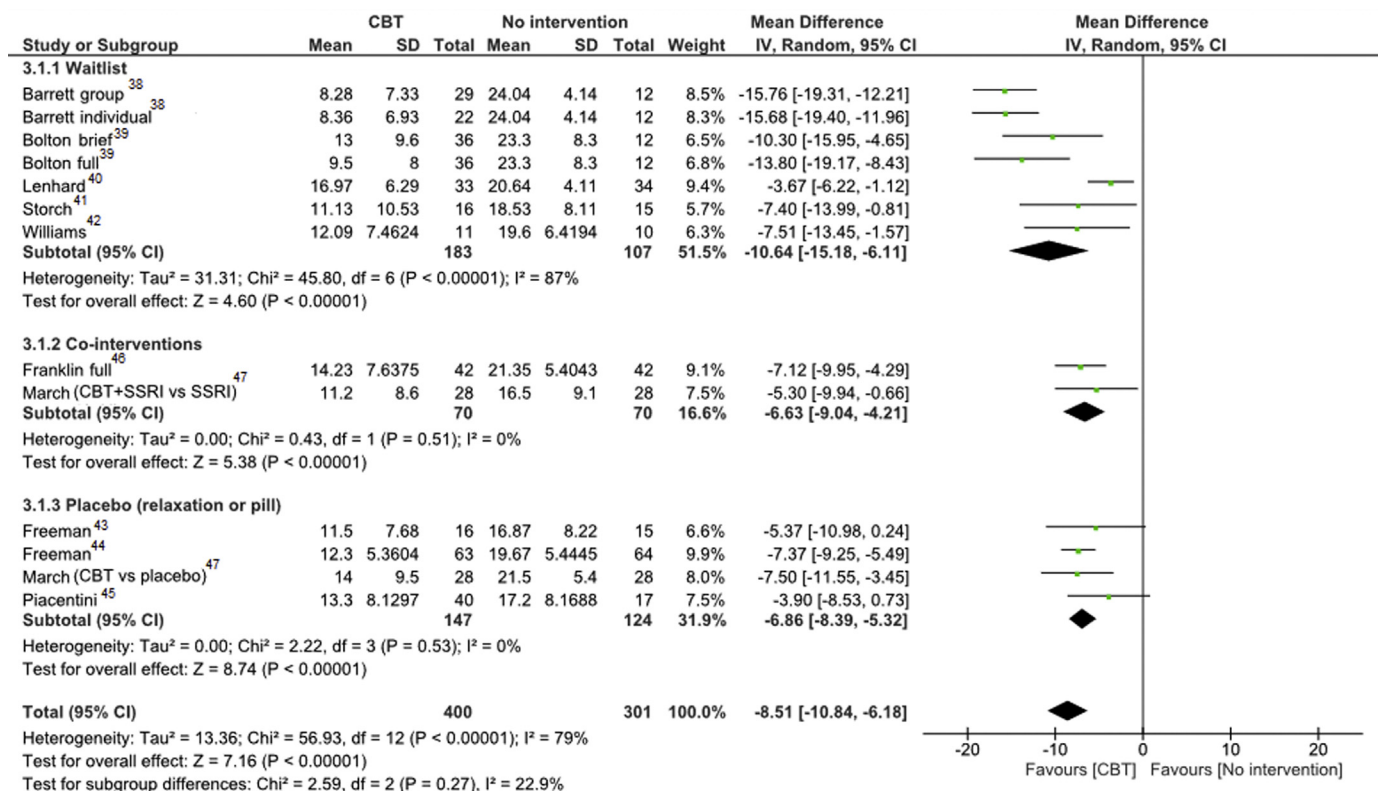 CBT No intervention Mean Difference Mean Difference
Study or Subgroup Mean SD Total Mean SD Total Weight IV, Random, 95% CI IV, Random, 95% CI
3.1.1 Waitlist
Barrett group 38 8.28 7.33 29 24.04 4.14 12 8.5% -15.76 [-19.31, -12.21]
Barrett individual 38 8.36 6.93 22 24.04 4.14 12 8.3% -15.68 [-19.40, -11.96]
Bolton brief 39 13 9.6 36 23.3 8.3 12 6.5% -10.30 [-15.95, -4.65]
Bolton full 39 9.5 8 36 23.3 8.3 12 6.8% -13.80 [-19.17, -8.43]
Lenhard 40 16.97 6.29 33 20.64 4.11 34 9.4% -3.67 [-6.22, -1.12]
Storch 41 11.13 10.53 16 18.53 8.11 15 5.7% -7.40 [-13.99, -0.81]
Williams 42 12.09 7.4624 11 19.6 6.4194 10 6.3% -7.51 [-13.45, -1.57]
Subtotal (95% CI) 183 107 51.5% -10.64 [-15.18, -6.11]
Heterogeneity: Tau² = 31.31; Chi² = 45.80, df = 6 (P < 0.00001); I² = 87%
Test for overall effect: Z = 4.60 (P < 0.00001)
3.1.2 Co-interventions
Franklin full 46 14.23 7.6375 42 21.35 5.4043 42 9.1% -7.12 [-9.95, -4.29]
March (CBT+SSRI vs SSRI) 47 11.2 8.6 28 16.5 9.1 28 7.5% -5.30 [-9.94, -0.66]
Subtotal (95% CI) 70 70 16.6% -6.63 [-9.04, -4.21]
Heterogeneity: Tau² = 0.00; Chi² = 0.43, df = 1 (P = 0.51); I² = 0%
Test for overall effect: Z = 5.38 (P < 0.00001)
3.1.3 Placebo (relaxation or pill)
Freeman 43 11.5 7.68 16 16.87 8.22 15 6.6% -5.37 [-10.98, 0.24]
Freeman 44 12.3 5.3604 63 19.67 5.4445 64 9.9% -7.37 [-9.25, -5.49]
March (CBT vs placebo) 47 14 9.5 28 21.5 5.4 28 8.0% -7.50 [-11.55, -3.45]
Piacentini 45 13.3 8.1297 40 17.2 8.1688 17 7.5% -3.90 [-8.53, 0.73]
Subtotal (95% CI) 147 124 31.9% -6.86 [-8.39, -5.32]
Heterogeneity: Tau² = 0.00; Chi² = 2.22, df = 3 (P = 0.53); I² = 0%
Test for overall effect: Z = 8.74 (P < 0.00001)
Total (95% CI) 400 301 100.0% -8.51 [-10.84, -6.18]
Heterogeneity: Tau² = 13.36; Chi² = 56.93, df = 12 (P < 0.00001); I² = 79%
Test for overall effect: Z = 7.16 (P < 0.00001)
Test for subgroup differences: Chi² = 2.59, df = 2 (P = 0.27), I² = 22.9%
-20 -10 0 10 20
Favours [CBT] Favours [No intervention]